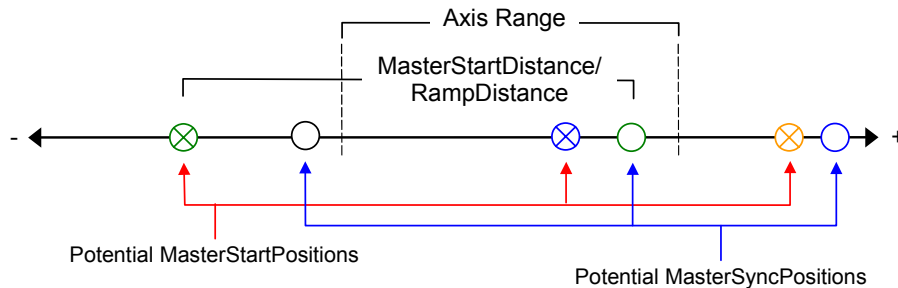 Axis Range
MasterStartDistance/
RampDistance
- +
Potential MasterStartPositions
Potential MasterSyncPositions